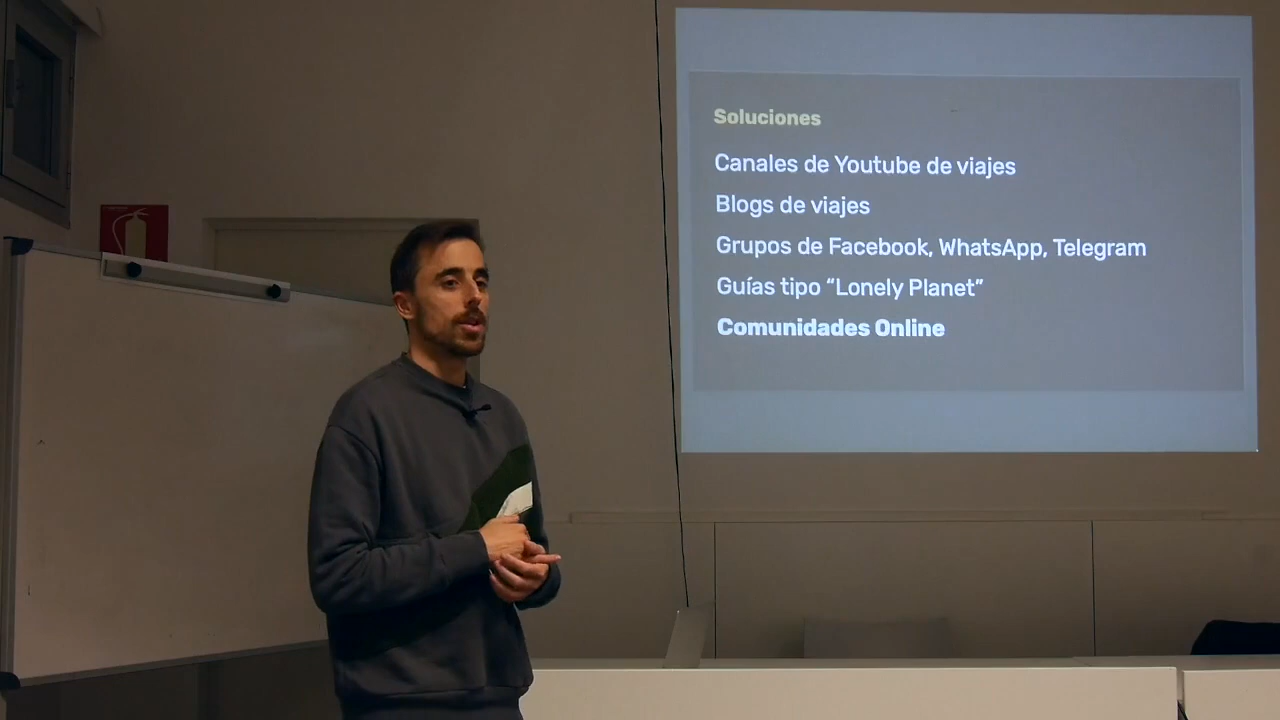 Soluciones
Canales de Youtube de viajes
Blogs de viajes
Grupos de Facebook, WhatsApp, Telegram
Guías tipo “Lonely Planet”
Comunidades Online